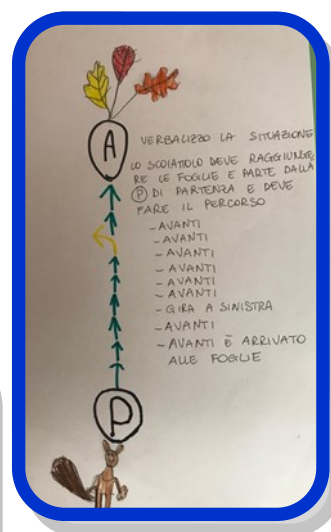 A
VERBALIZZO LA SITUAZIONE
LO SCOIATTOLO DEVE RAGGIUNGE
RE LE FOGLIE E PARTE DALLA
P DI PARTENZA E DEVE
FARE IL PERCORSO
- AVANTI
- AVANTI
- AVANTI
- AVANTI
- AVANTI
- AVANTI
- GIRA A SINISTRA
- AVANTI
- AVANTI È ARRIVATO
ALLE FOGLIE
P